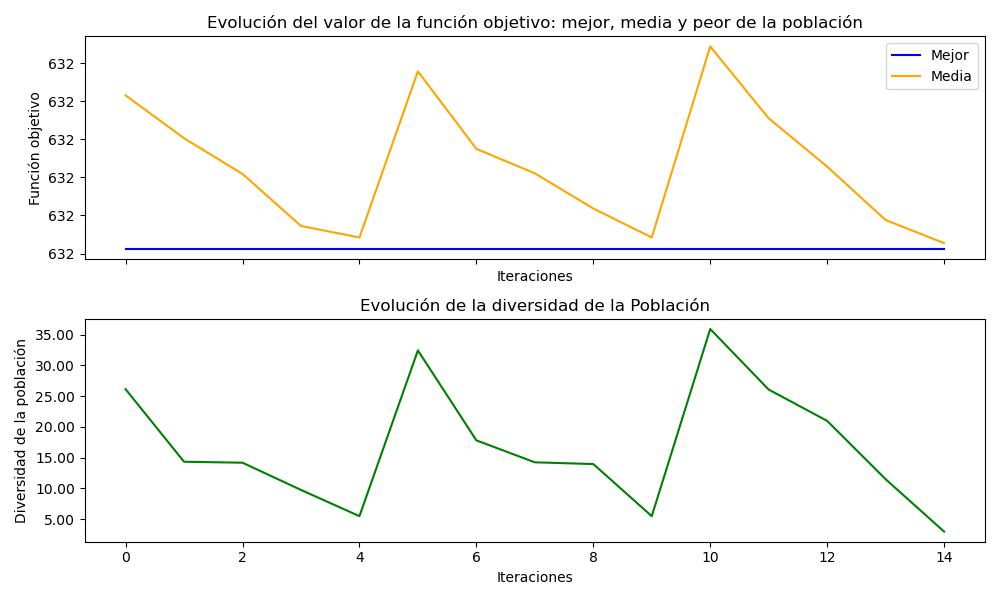 Evolución del valor de la función objetivo: mejor, media y peor de la población
Función objetivo
632
632
632
632
632
632
Mejor
Media
Iteraciones
Evolución de la diversidad de la Población
Diversidad de la población
35.00
30.00
25.00
20.00
15.00
10.00
5.00
0 2 4 6 8 10 12 14
Iteraciones